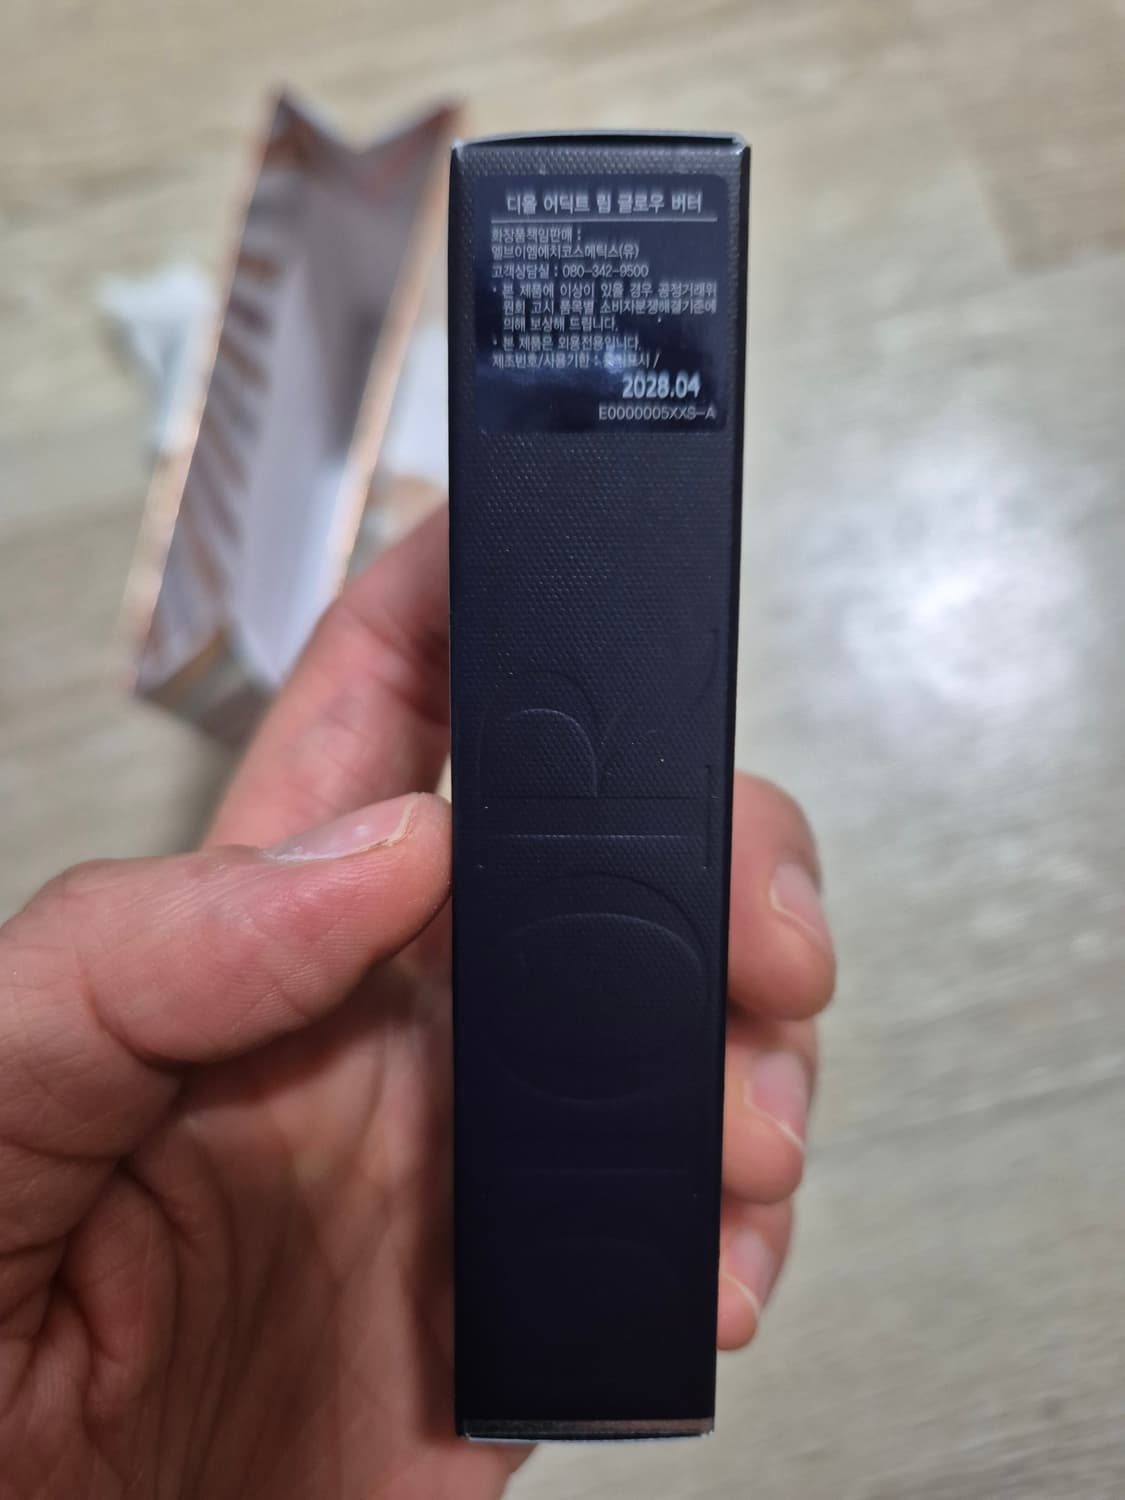 디올 어딕트 립 글로우 버터
화장품책임판매 :
엘브이엠에치코스메틱스(유)
고객상담실 : 080-342-9500
• 본 제품에 이상이 있을 경우 공정거래위
원회 고시 품목별 소비자분쟁해결기준에
의해 보상해 드립니다.
• 본 제품은 외용전용입니다.
제조번호/사용기한 : 표시 /
2028.04
E0000005XXS-A
DIOR